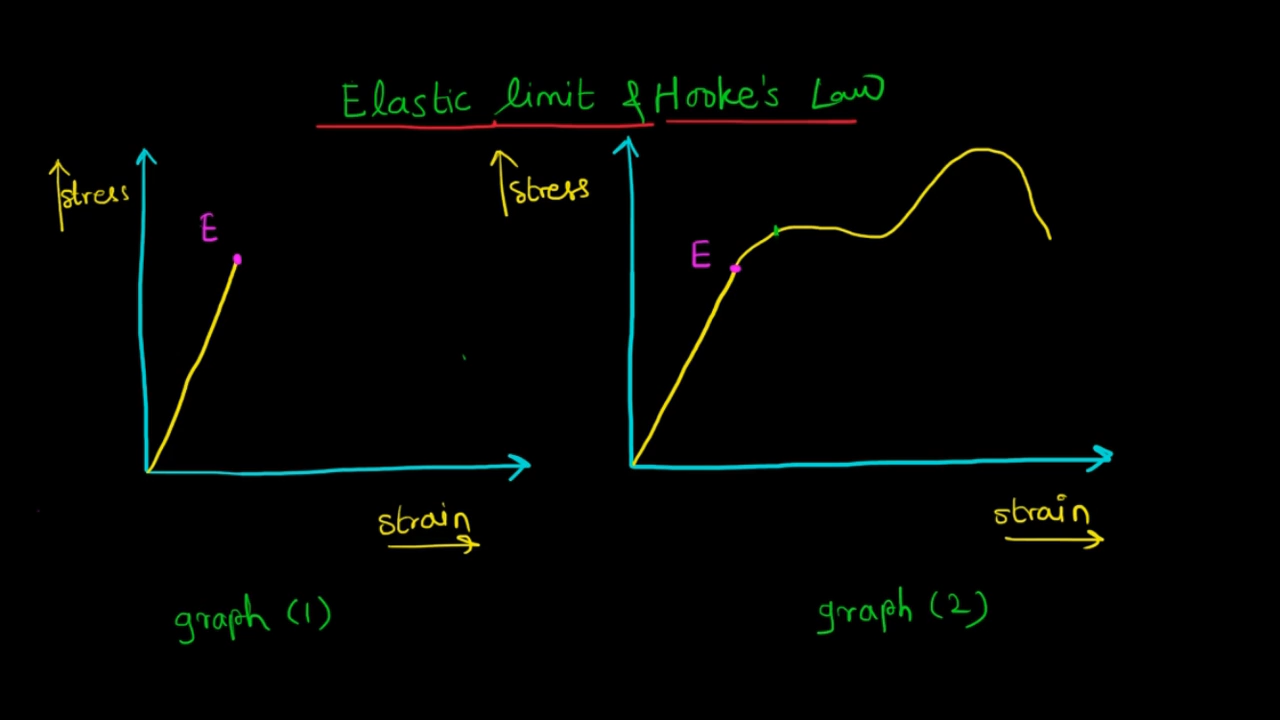 Elastic limit & Hooke's Law
stress
stress
E
E
strain
strain
graph (1)
graph (2)